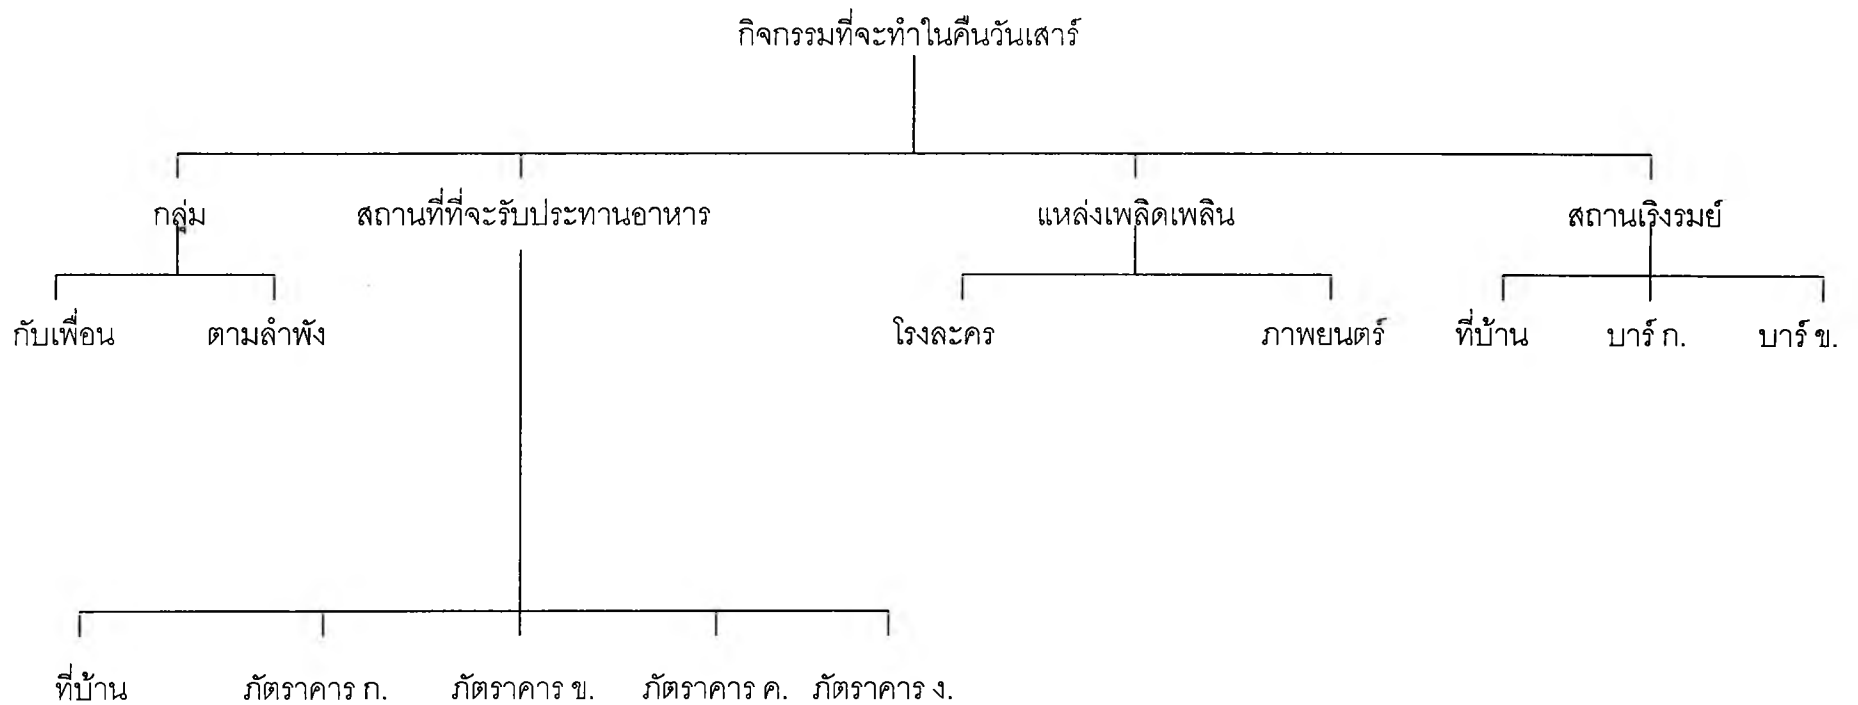 กิจกรรมที่จะทำในคืนวันเสาร์
กลุ่ม สถานที่ที่จะรับประทานอาหาร แหล่งเพลิดเพลิน สถานเริงรมย์
กับเพื่อน ตามลำพัง โรงละคร ภาพยนตร์ ที่บ้าน บาร์ ก. บาร์ ข.
ที่บ้าน ภัตราคาร ก. ภัตราคาร ข. ภัตราคาร ค. ภัตราคาร ง.